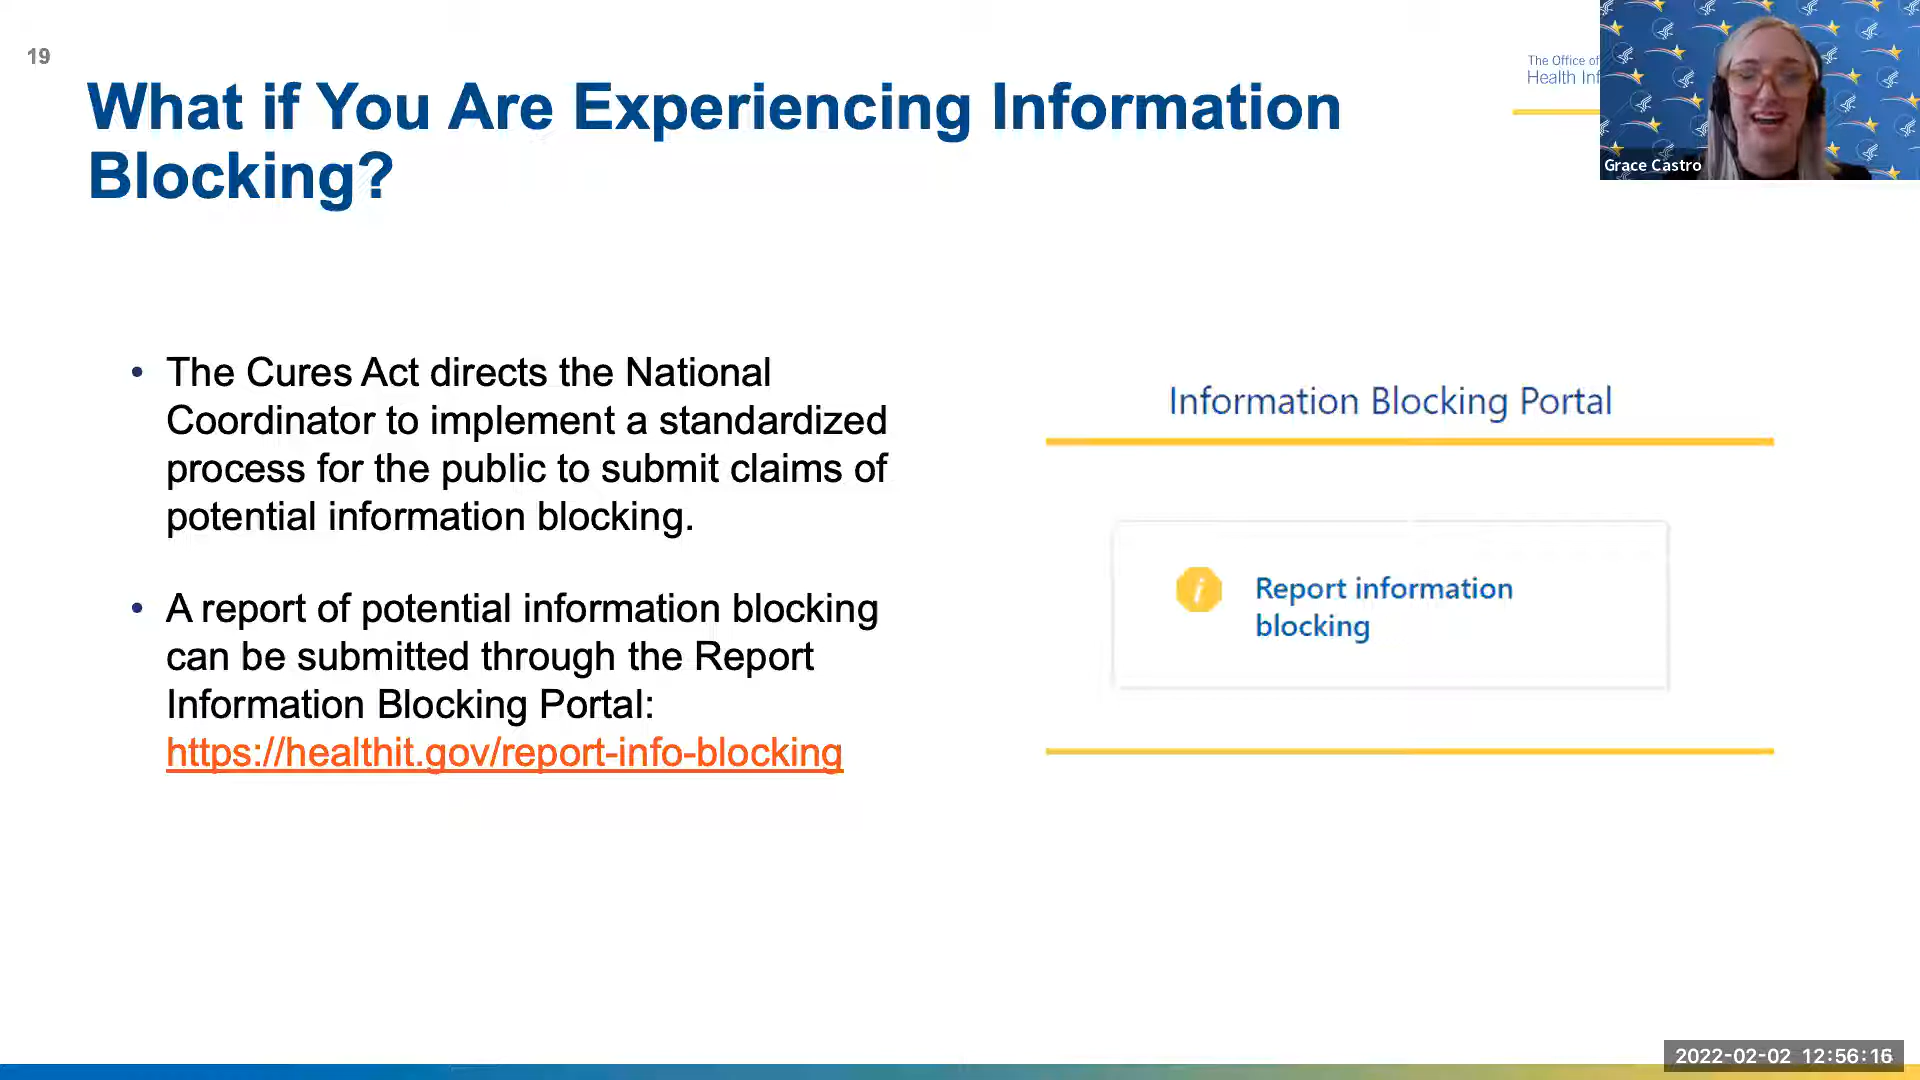 19
What if You Are Experiencing Information
Blocking?
The Office of
Health Inf
Grace Castro
• The Cures Act directs the National
Coordinator to implement a standardized
process for the public to submit claims of
potential information blocking.
• A report of potential information blocking
can be submitted through the Report
Information Blocking Portal:
https://healthit.gov/report-info-blocking
Information Blocking Portal
i
Report information
blocking
2022-02-02 12:56:16